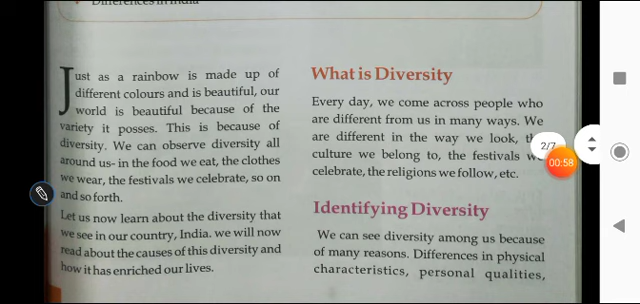 Differences in India
Just as a rainbow is made up of
different colours and is beautiful, our
world is beautiful because of the
variety it posses. This is because of
diversity. We can observe diversity all
around us- in the food we eat, the clothes
we wear, the festivals we celebrate, so on
and so forth.
Let us now learn about the diversity that
we see in our country, India. we will now
read about the causes of this diversity and
how it has enriched our lives.
What is Diversity
Every day, we come across people who
are different from us in many ways. We
are different in the way we look,
culture we belong to, the festivals
celebrate, the religions we follow, etc.
Identifying Diversity
We can see diversity among us because
of many reasons. Differences in physical
characteristics, personal qualities,
2/7
00:58